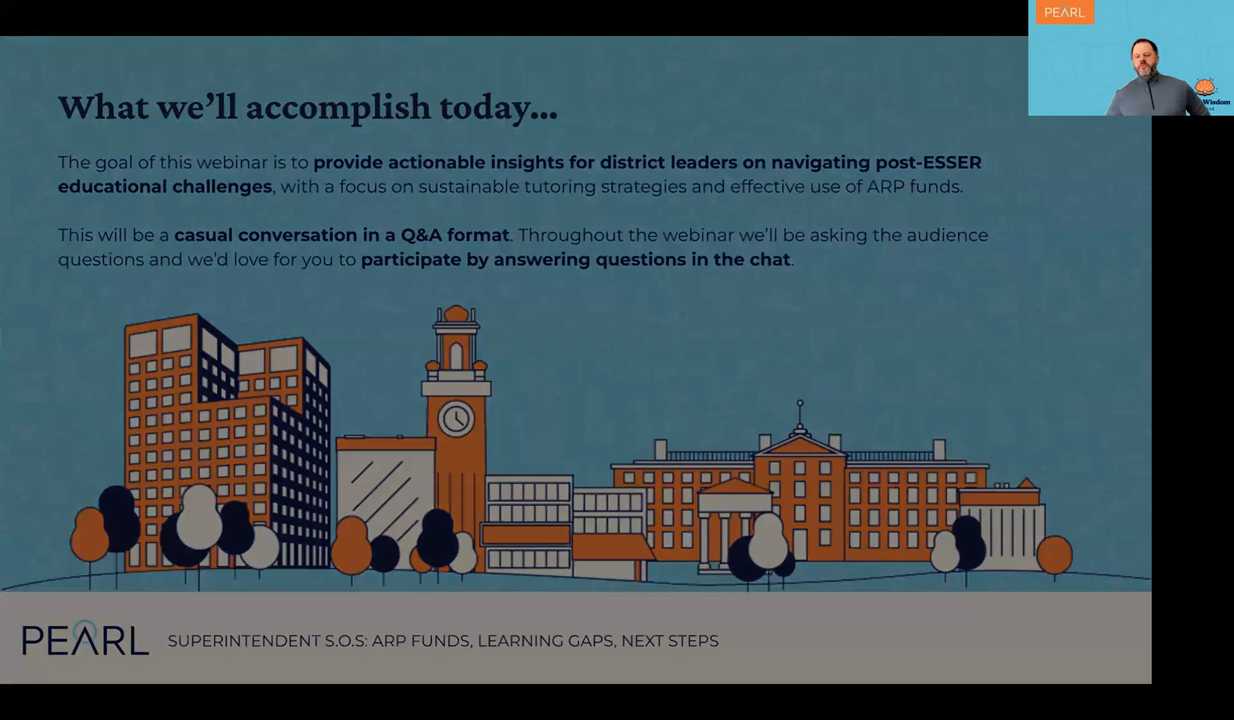 PEARL
Wisdom
What we'll accomplish today...
The goal of this webinar is to provide actionable insights for district leaders on navigating post-ESSER
educational challenges, with a focus on sustainable tutoring strategies and effective use of ARP funds.
This will be a casual conversation in a Q&A format. Throughout the webinar we'll be asking the audience
questions and we'd love for you to participate by answering questions in the chat.
PEARL
SUPERINTENDENT S.O.S: ARP FUNDS, LEARNING GAPS, NEXT STEPS